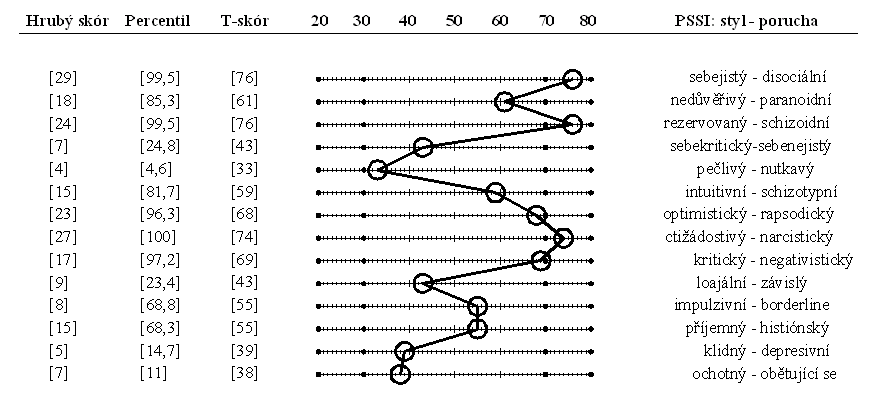 Hrubý skór Percentil T-skór 20 30 40 50 60 70 80 PSSI: styl - porucha
[29] [99,5] [76] sebejistý - disociální
[18] [85,3] [61] nedůvěřivý - paranoidní
[24] [99,5] [76] rezervovaný - schizoidní
[7] [24,8] [43] sebekritický-sebenejistý
[4] [4,6] [33] pečlivý - nutkavý
[15] [81,7] [59] intuitivní - schizotypní
[23] [96,3] [68] optimistický - rapsodický
[27] [100] [74] ctižádostivý - narcistický
[17] [97,2] [69] kritický - negativistický
[9] [23,4] [43] loajální - závislý
[8] [68,8] [55] impulzivní - borderline
[15] [68,3] [55] příjemný - histiónský
[5] [14,7] [39] klidný - depresivní
[7] [11] [38] ochotný - obětující se